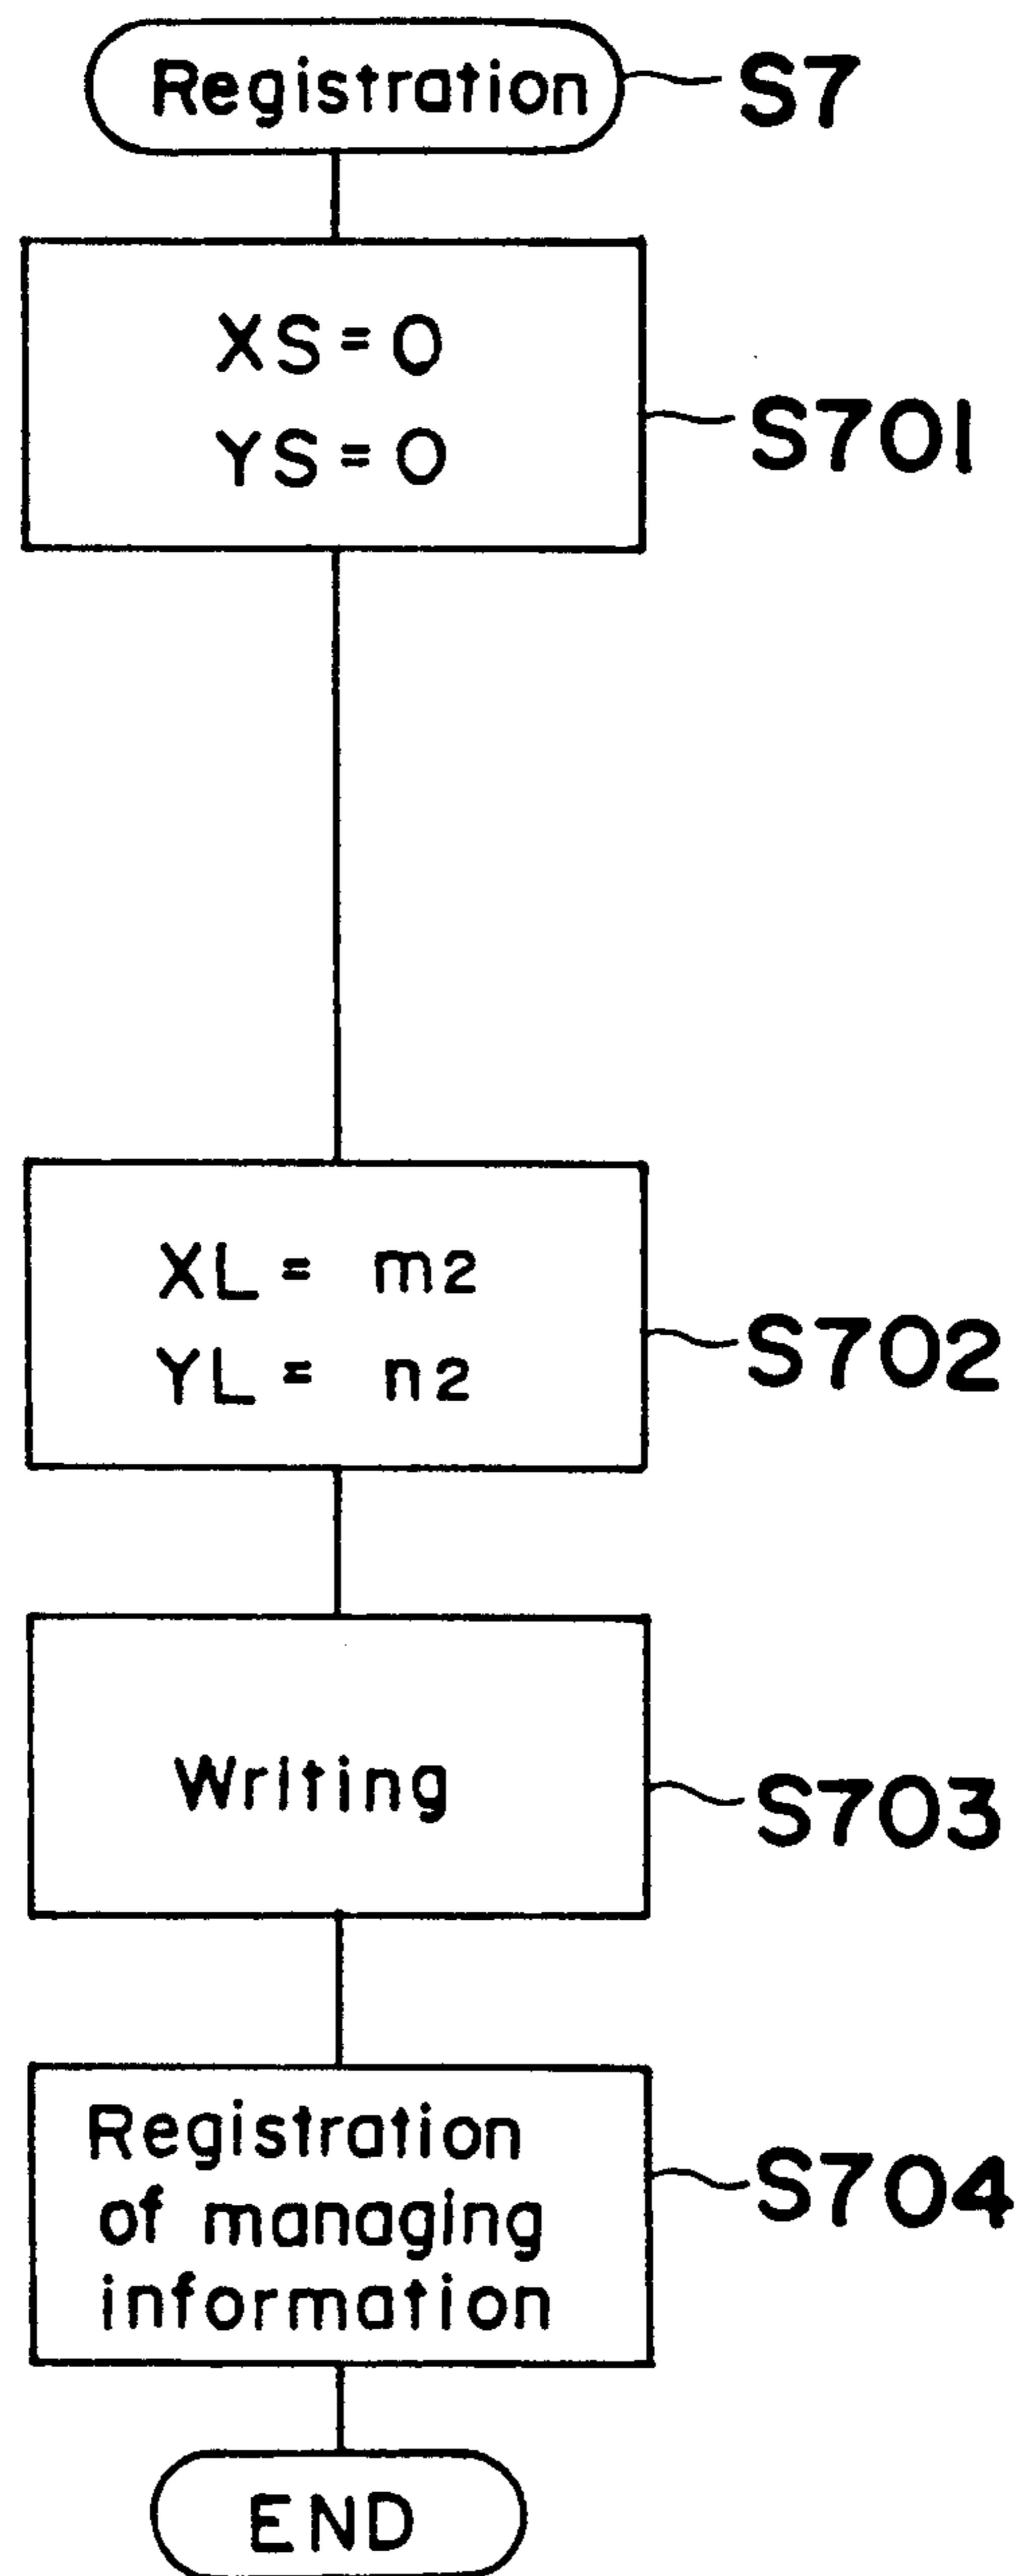 Registration
S7
XS=0
YS=0
S701
XL= m2
YL= n2
S702
Writing
S703
Registration
of managing
information
S704
END